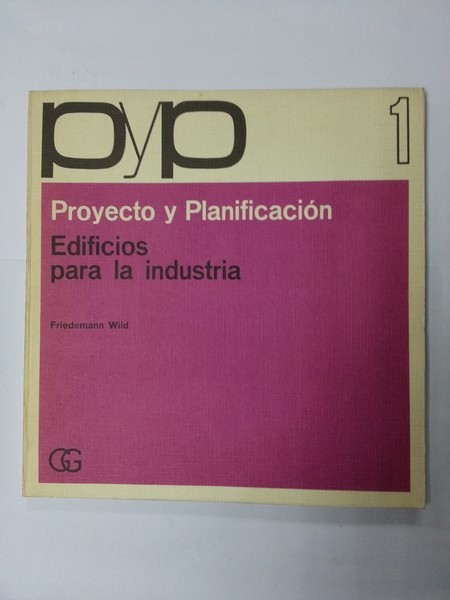 pyp
1
Proyecto y Planificación
Edificios
para la industria
Friedemann Wild
GG